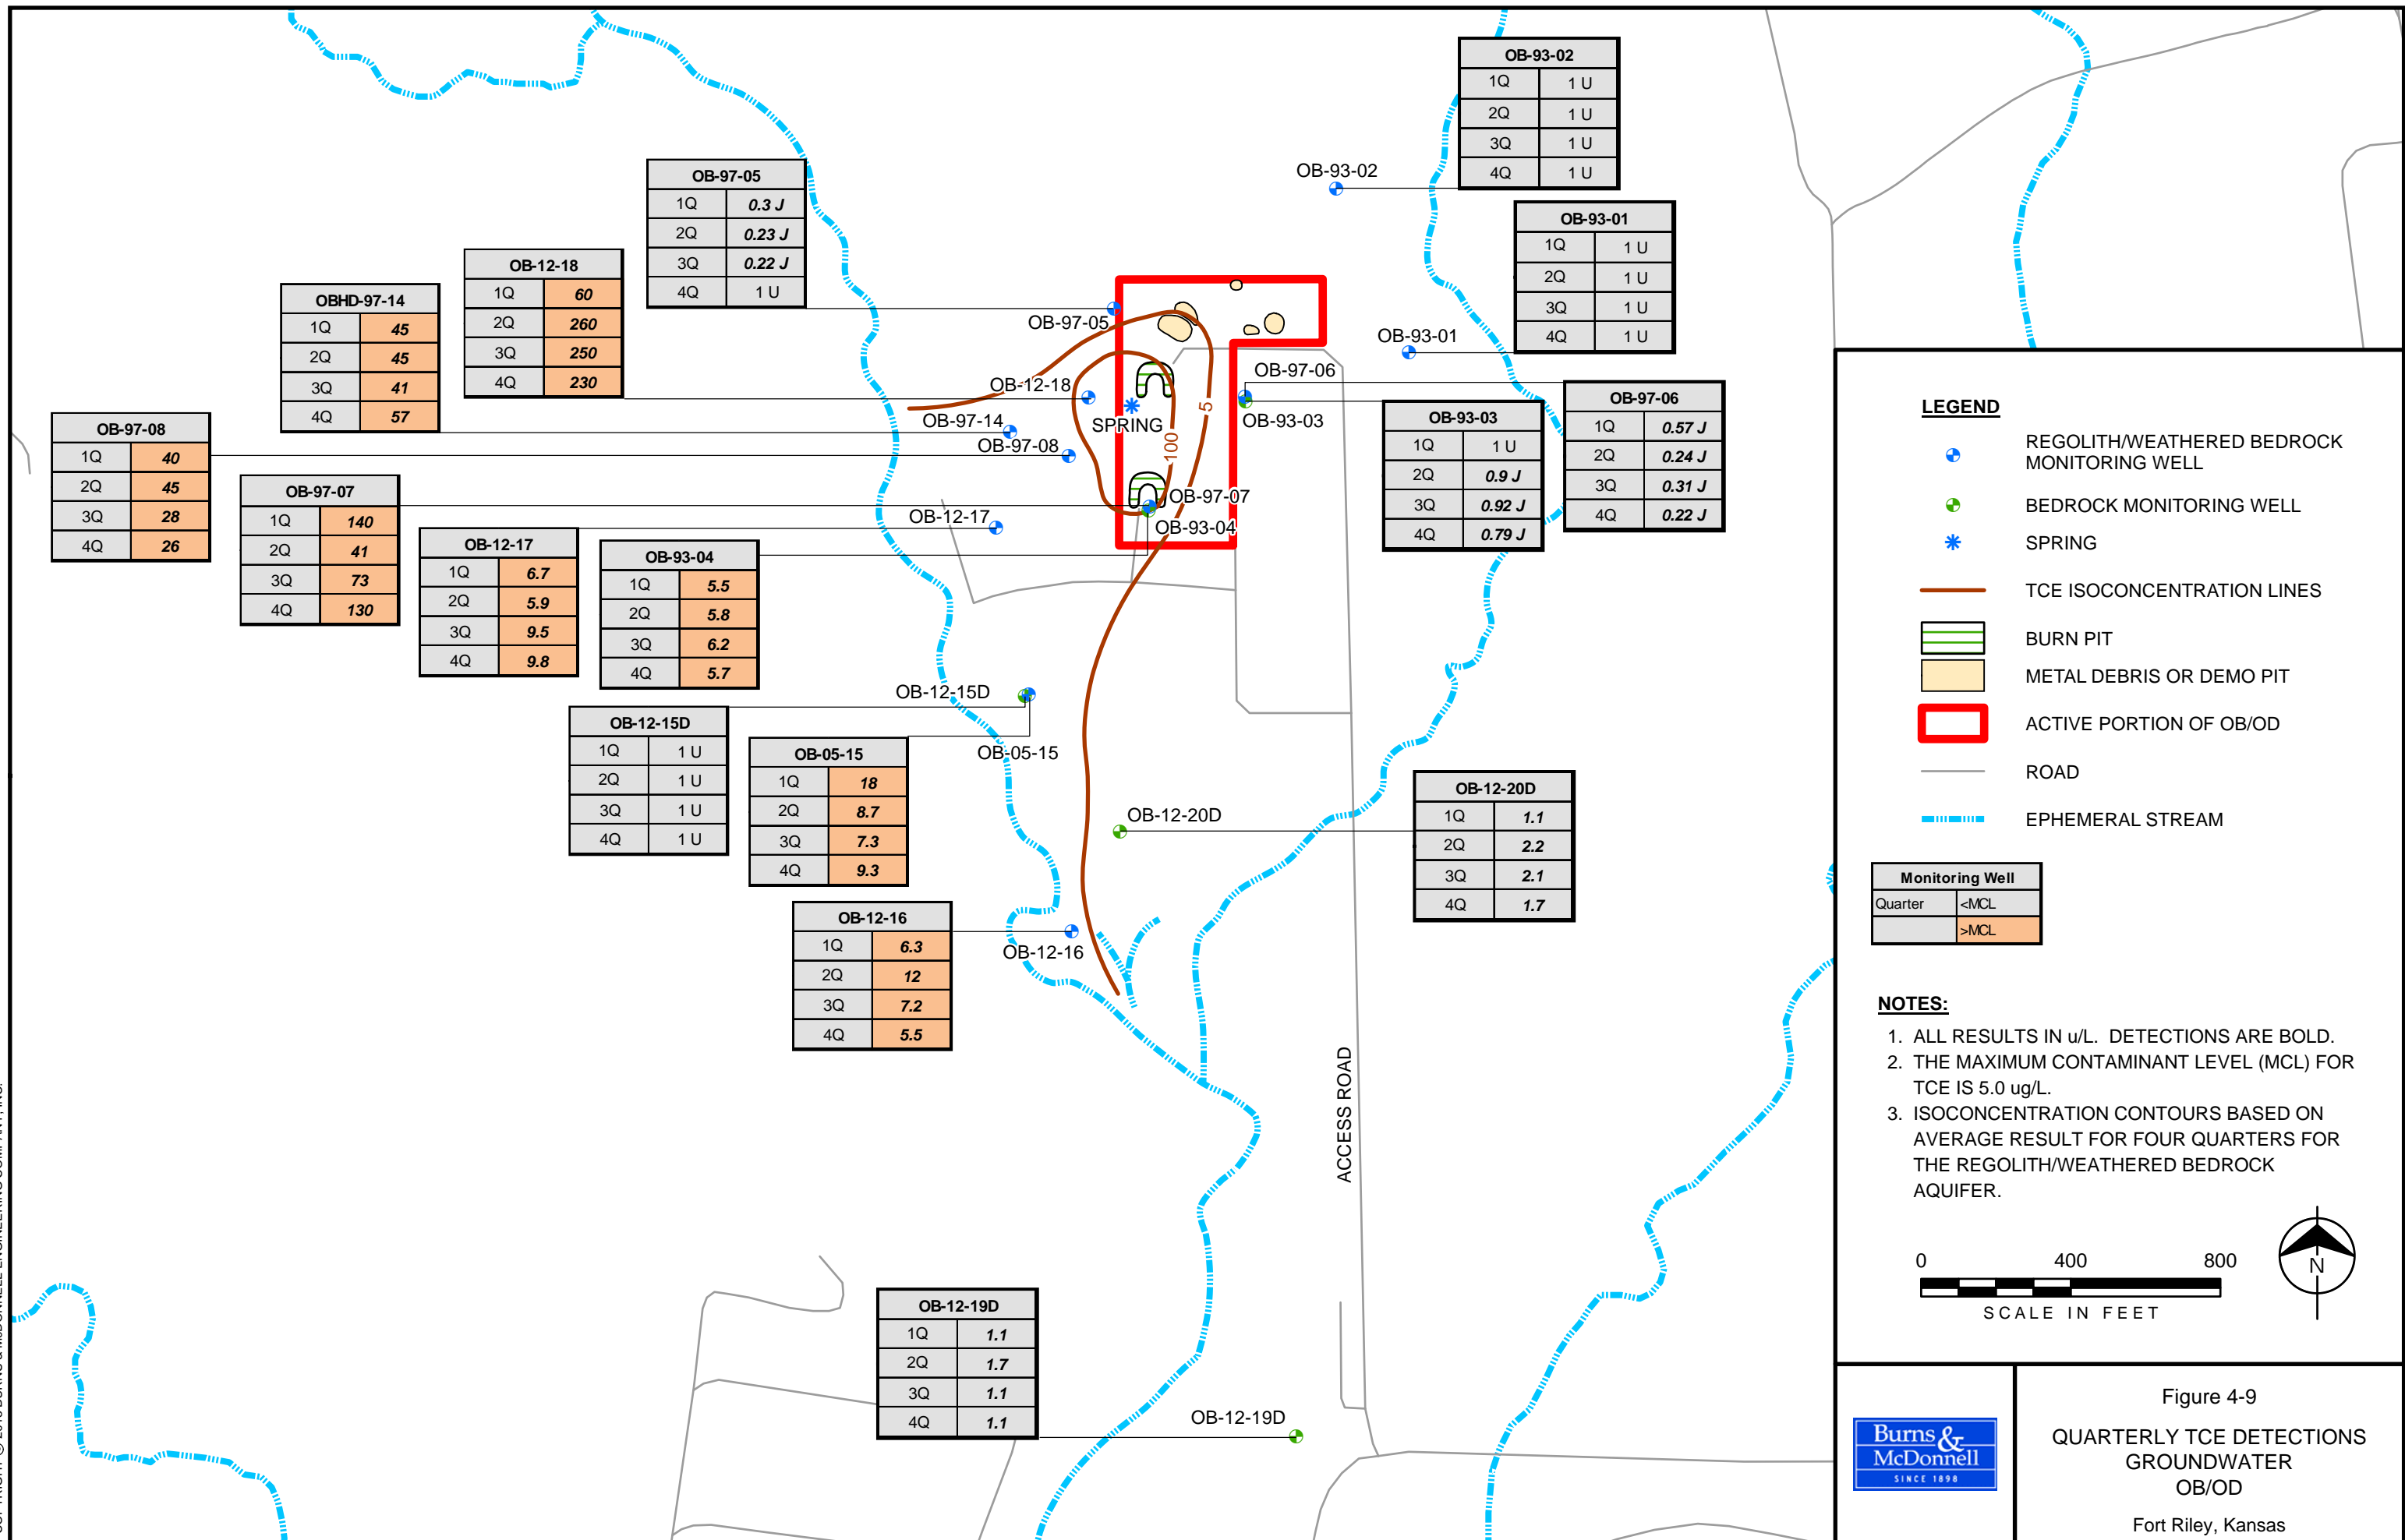 OB-93-02
1Q 1 U
2Q 1 U
3Q 1 U
4Q 1 U
OB-93-02
OB-97-05
1Q 0.3 J
2Q 0.23 J
3Q 0.22 J
4Q 1 U
OB-93-01
1Q 1 U
2Q 1 U
3Q 1 U
4Q 1 U
OB-12-18
1Q 60
2Q 260
3Q 250
4Q 230
OBHD-97-14
1Q 45
2Q 45
3Q 41
4Q 57
OB-97-05
OB-93-01
OB-97-06
OB-12-18
OB-97-14
SPRING
5
OB-93-03
OB-97-08
100
OB-97-08
1Q 40
2Q 45
3Q 28
4Q 26
OB-93-03
1Q 1 U
2Q 0.9 J
3Q 0.92 J
4Q 0.79 J
OB-97-06
1Q 0.57 J
2Q 0.24 J
3Q 0.31 J
4Q 0.22 J
OB-97-07
1Q 140
2Q 41
3Q 73
4Q 130
OB-97-07
OB-12-17
OB-93-04
OB-12-17
1Q 6.7
2Q 5.9
3Q 9.5
4Q 9.8
OB-93-04
1Q 5.5
2Q 5.8
3Q 6.2
4Q 5.7
OB-12-15D
OB-12-15D
1Q 1 U
2Q 1 U
3Q 1 U
4Q 1 U
OB-05-15
OB-05-15
1Q 18
2Q 8.7
3Q 7.3
4Q 9.3
OB-12-20D
OB-12-20D
1Q 1.1
2Q 2.2
3Q 2.1
4Q 1.7
OB-12-16
1Q 6.3
2Q 12
3Q 7.2
4Q 5.5
OB-12-16
ACCESS ROAD
OB-12-19D
1Q 1.1
2Q 1.7
3Q 1.1
4Q 1.1
OB-12-19D
LEGEND
REGOLITH/WEATHERED BEDROCK
MONITORING WELL
BEDROCK MONITORING WELL
SPRING
TCE ISOCONCENTRATION LINES
BURN PIT
METAL DEBRIS OR DEMO PIT
ACTIVE PORTION OF OB/OD
ROAD
EPHEMERAL STREAM
Monitoring Well
Quarter <MCL
>MCL
NOTES:
1. ALL RESULTS IN u/L. DETECTIONS ARE BOLD.
2. THE MAXIMUM CONTAMINANT LEVEL (MCL) FOR
TCE IS 5.0 ug/L.
3. ISOCONCENTRATION CONTOURS BASED ON
AVERAGE RESULT FOR FOUR QUARTERS FOR
THE REGOLITH/WEATHERED BEDROCK
AQUIFER.
0 400 800
SCALE IN FEET
N
Burns &
McDonnell
SINCE 1898
Figure 4-9
QUARTERLY TCE DETECTIONS
GROUNDWATER
OB/OD
Fort Riley, Kansas